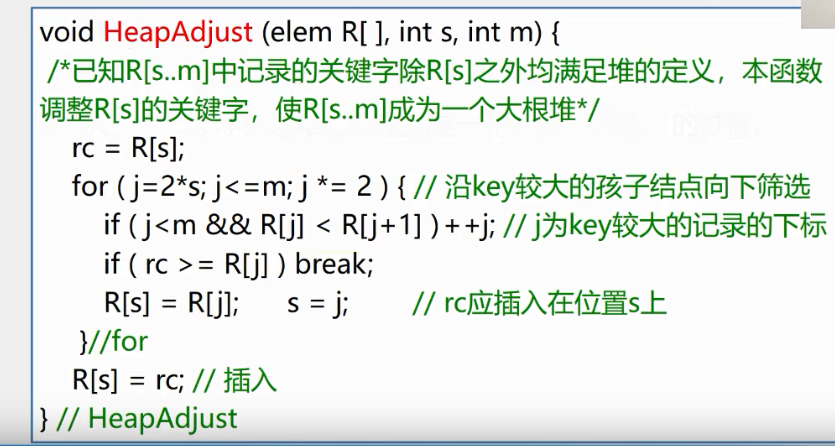 void HeapAdjust (elem R[ ], int s, int m) {
/*已知R[s..m]中记录的关键字除R[s]之外均满足堆的定义，本函数
调整R[s]的关键字，使R[s..m]成为一个大根堆*/
rc = R[s];
for ( j=2*s; j<=m; j *= 2 ) { // 沿key较大的孩子结点向下筛选
if ( j<m && R[j] < R[j+1] ) ++j; // j为key较大的记录的下标
if ( rc >= R[j] ) break;
R[s] = R[j]; s = j; // rc应插入在位置s上
}//for
R[s] = rc; // 插入
} // HeapAdjust